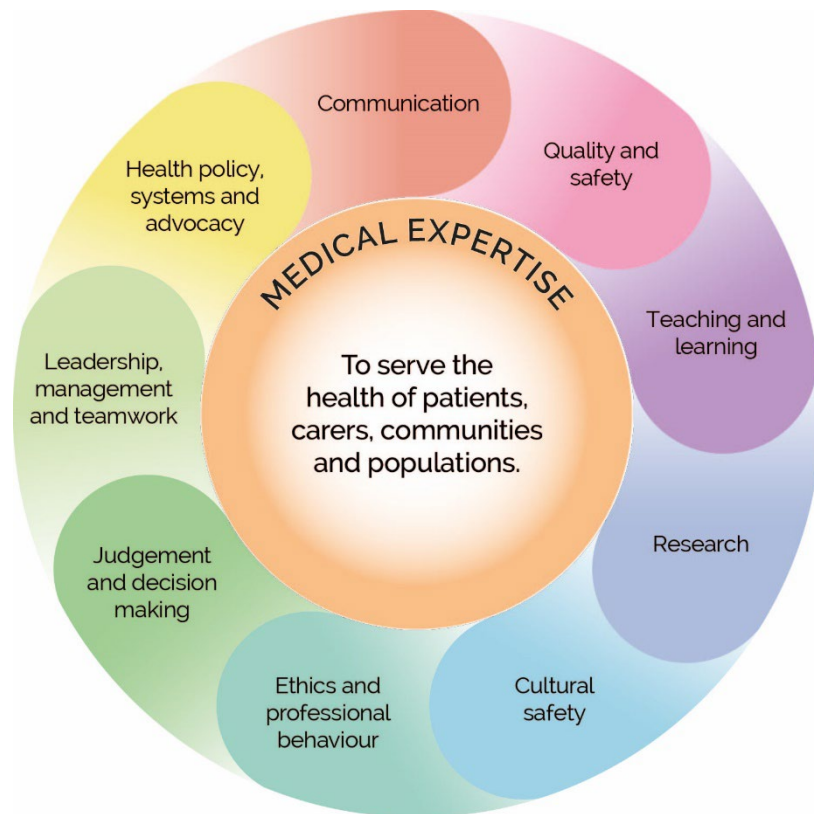 Communication
Quality and
safety
Teaching and
learning
Research
Cultural
safety
Ethics and
professional
behaviour
Judgement
and decision
making
Leadership,
management
and teamwork
Health policy,
systems and
advocacy
MEDICAL EXPERTISE
To serve the
health of patients,
carers, communities
and populations.